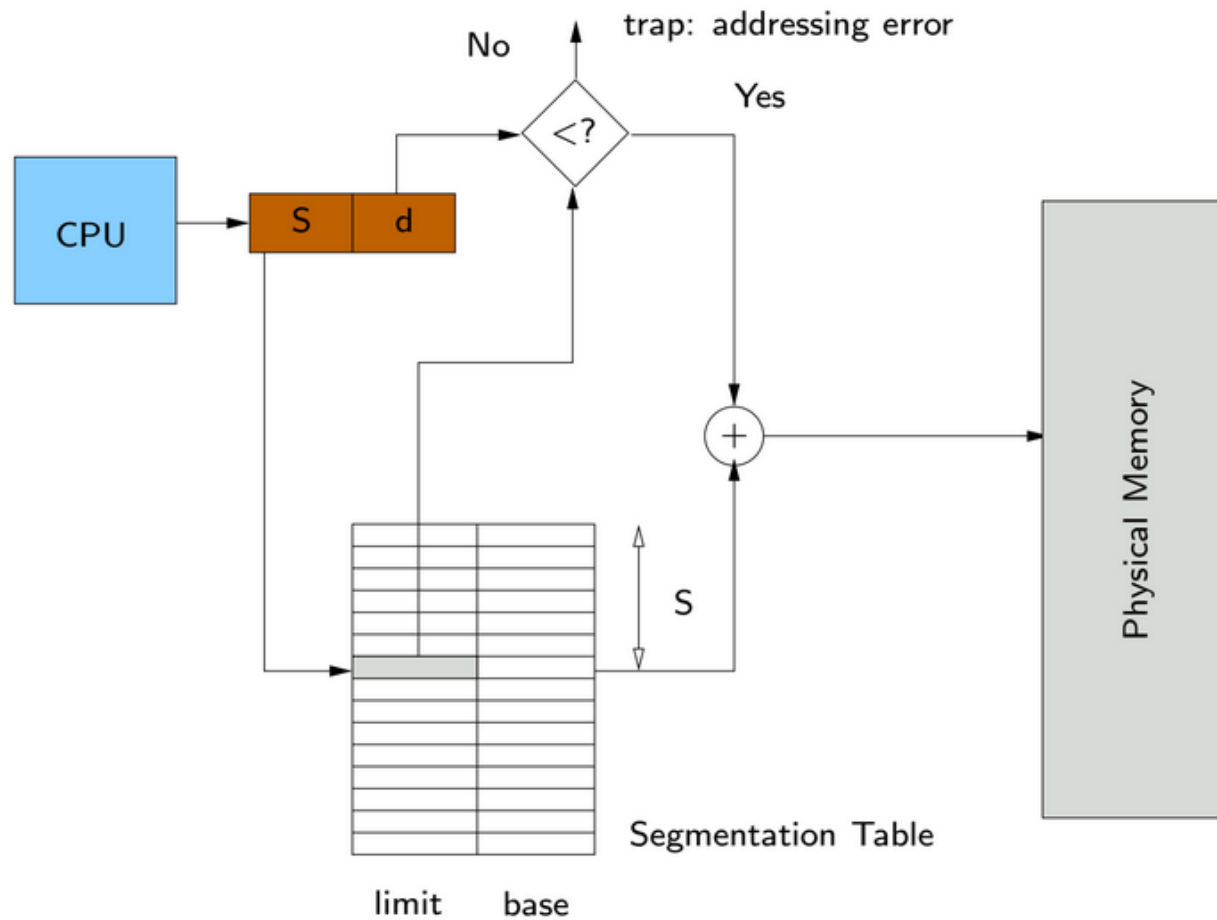 trap: addressing error
No
Yes
<?
CPU
S
d
+
S
Physical Memory
Segmentation Table
limit
base